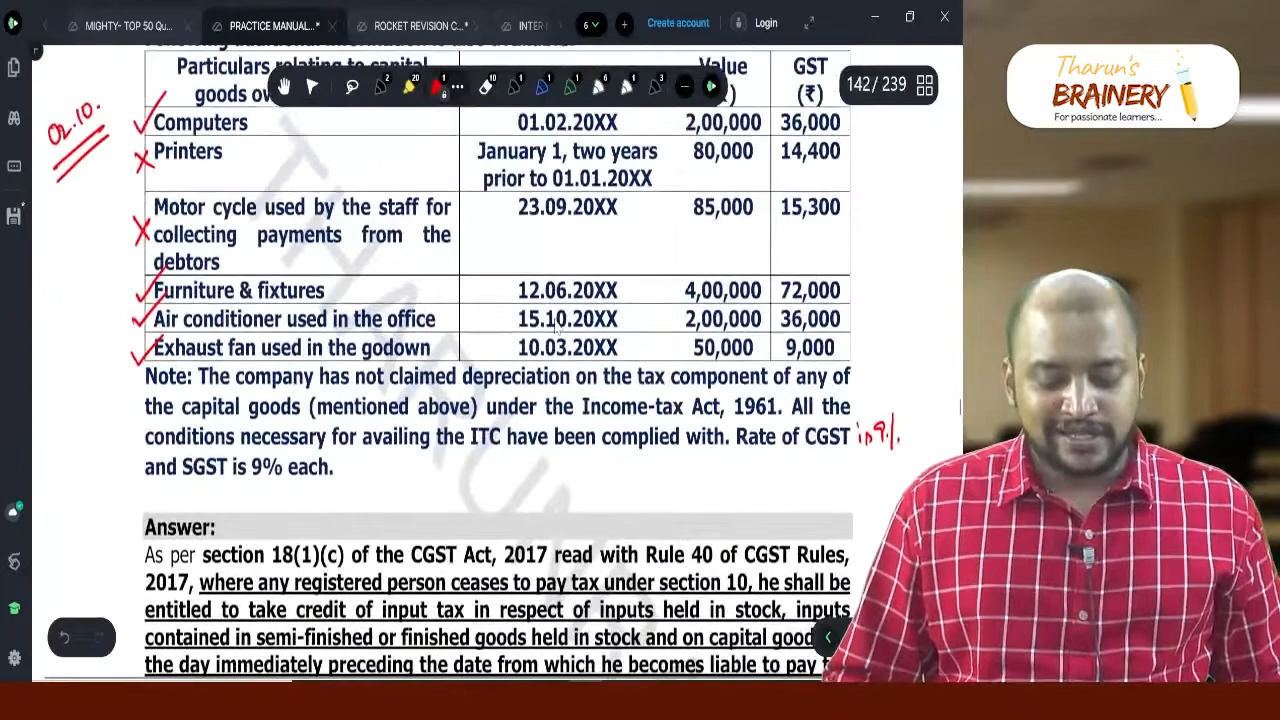 MIGHTY- TOP 50 Qu...
PRACTICE MANUAL...*
ROCKET REVISION C...*
INTER
6
Create account
Login
Particulars relating to capital
goods ow
Value
GST
(₹)
142/ 239
Tharun's
BRAINERY
For passionate learners...
02.10.
Computers 01.02.20XX 2,00,000 36,000
Printers January 1, two years 80,000 14,400
prior to 01.01.20XX
Motor cycle used by the staff for 23.09.20XX 85,000 15,300
collecting payments from the
debtors
Furniture & fixtures 12.06.20XX 4,00,000 72,000
Air conditioner used in the office 15.10.20XX 2,00,000 36,000
Exhaust fan used in the godown 10.03.20XX 50,000 9,000
Note: The company has not claimed depreciation on the tax component of any of
the capital goods (mentioned above) under the Income-tax Act, 1961. All the
conditions necessary for availing the ITC have been complied with. Rate of CGST
and SGST is 9% each.
Answer:
As per section 18(1)(c) of the CGST Act, 2017 read with Rule 40 of CGST Rules,
2017, where any registered person ceases to pay tax under section 10, he shall be
entitled to take credit of input tax in respect of inputs held in stock, inputs
contained in semi-finished or finished goods held in stock and on capital good
the day immediately preceding the date from which he becomes liable to pay
THARUN'S